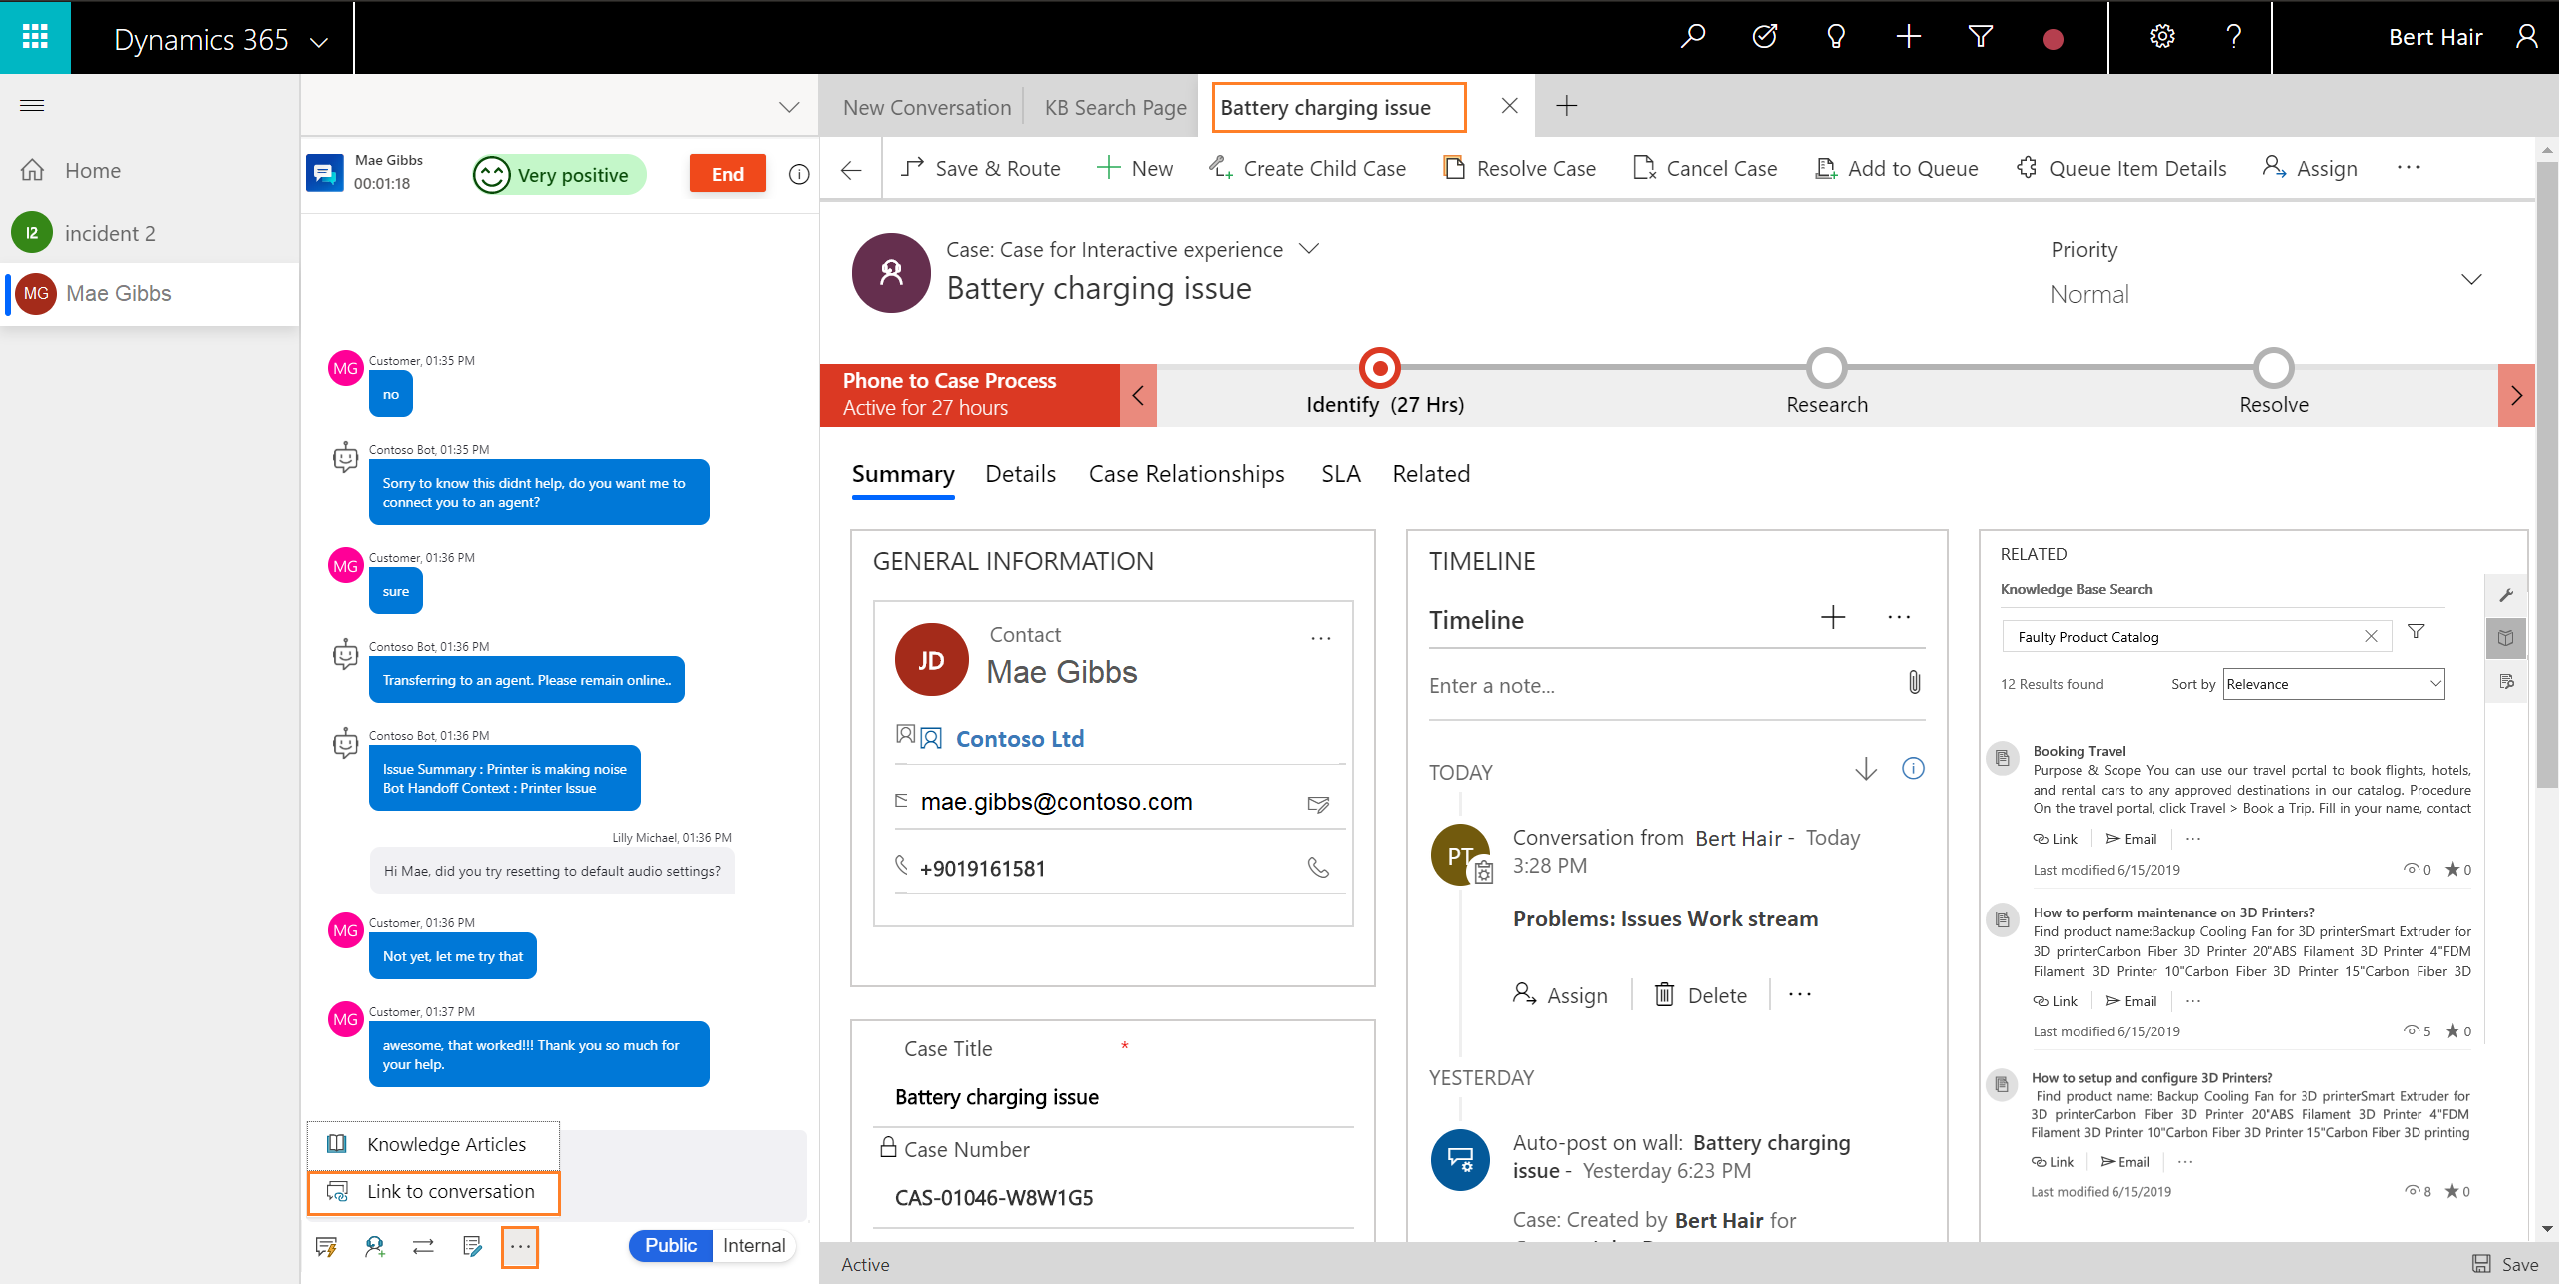 Dynamics 365
Bert Hair
Home
I2 incident 2
MG Mae Gibbs
Mae Gibbs
00:01:18
Very positive
End
Customer, 01:35 PM
MG
no
Contoso Bot, 01:35 PM
Sorry to know this didnt help, do you want me to
connect you to an agent?
Customer, 01:36 PM
MG
sure
Contoso Bot, 01:36 PM
Transferring to an agent. Please remain online..
Contoso Bot, 01:36 PM
Issue Summary : Printer is making noise
Bot Handoff Context : Printer Issue
Lilly Michael, 01:36 PM
Hi Mae, did you try resetting to default audio settings?
Customer, 01:36 PM
MG
Not yet, let me try that
Customer, 01:37 PM
MG
awesome, that worked!!! Thank you so much for
your help.
Knowledge Articles
Link to conversation
Public Internal
New Conversation KB Search Page Battery charging issue
Save & Route New Create Child Case Resolve Case Cancel Case Add to Queue Queue Item Details Assign
Case: Case for Interactive experience
Battery charging issue
Priority
Normal
Phone to Case Process
Active for 27 hours
Identify (27 Hrs) Research Resolve
Summary Details Case Relationships SLA Related
GENERAL INFORMATION
JD
Contact
Mae Gibbs
Contoso Ltd
mae.gibbs@contoso.com
+9019161581
Case Title *
Battery charging issue
Case Number
CAS-01046-W8W1G5
TIMELINE
Timeline
Enter a note...
TODAY
PT
Conversation from Bert Hair - Today
3:28 PM
Problems: Issues Work stream
Assign Delete
YESTERDAY
Auto-post on wall: Battery charging
issue - Yesterday 6:23 PM
Case: Created by Bert Hair for
RELATED
Knowledge Base Search
Faulty Product Catalog
12 Results found Sort by Relevance
Booking Travel
Purpose & Scope You can use our travel portal to book flights, hotels,
and rental cars to any approved destinations in our catalog. Procedure
On the travel portal, click Travel > Book a Trip. Fill in your name, contact
Link Email
Last modified 6/15/2019 0 0
How to perform maintenance on 3D Printers?
Find product name:Backup Cooling Fan for 3D printerSmart Extruder for
3D printerCarbon Fiber 3D Printer 20"ABS Filament 3D Printer 4"FDM
Filament 3D Printer 10"Carbon Fiber 3D Printer 15"Carbon Fiber 3D
Link Email
Last modified 6/15/2019 5 0
How to setup and configure 3D Printers?
Find product name: Backup Cooling Fan for 3D printerSmart Extruder for
3D printerCarbon Fiber 3D Printer 20"ABS Filament 3D Printer 4"FDM
Filament 3D Printer 10"Carbon Fiber 3D Printer 15"Carbon Fiber 3D printing
Link Email
Last modified 6/15/2019 8 0
Active
Save